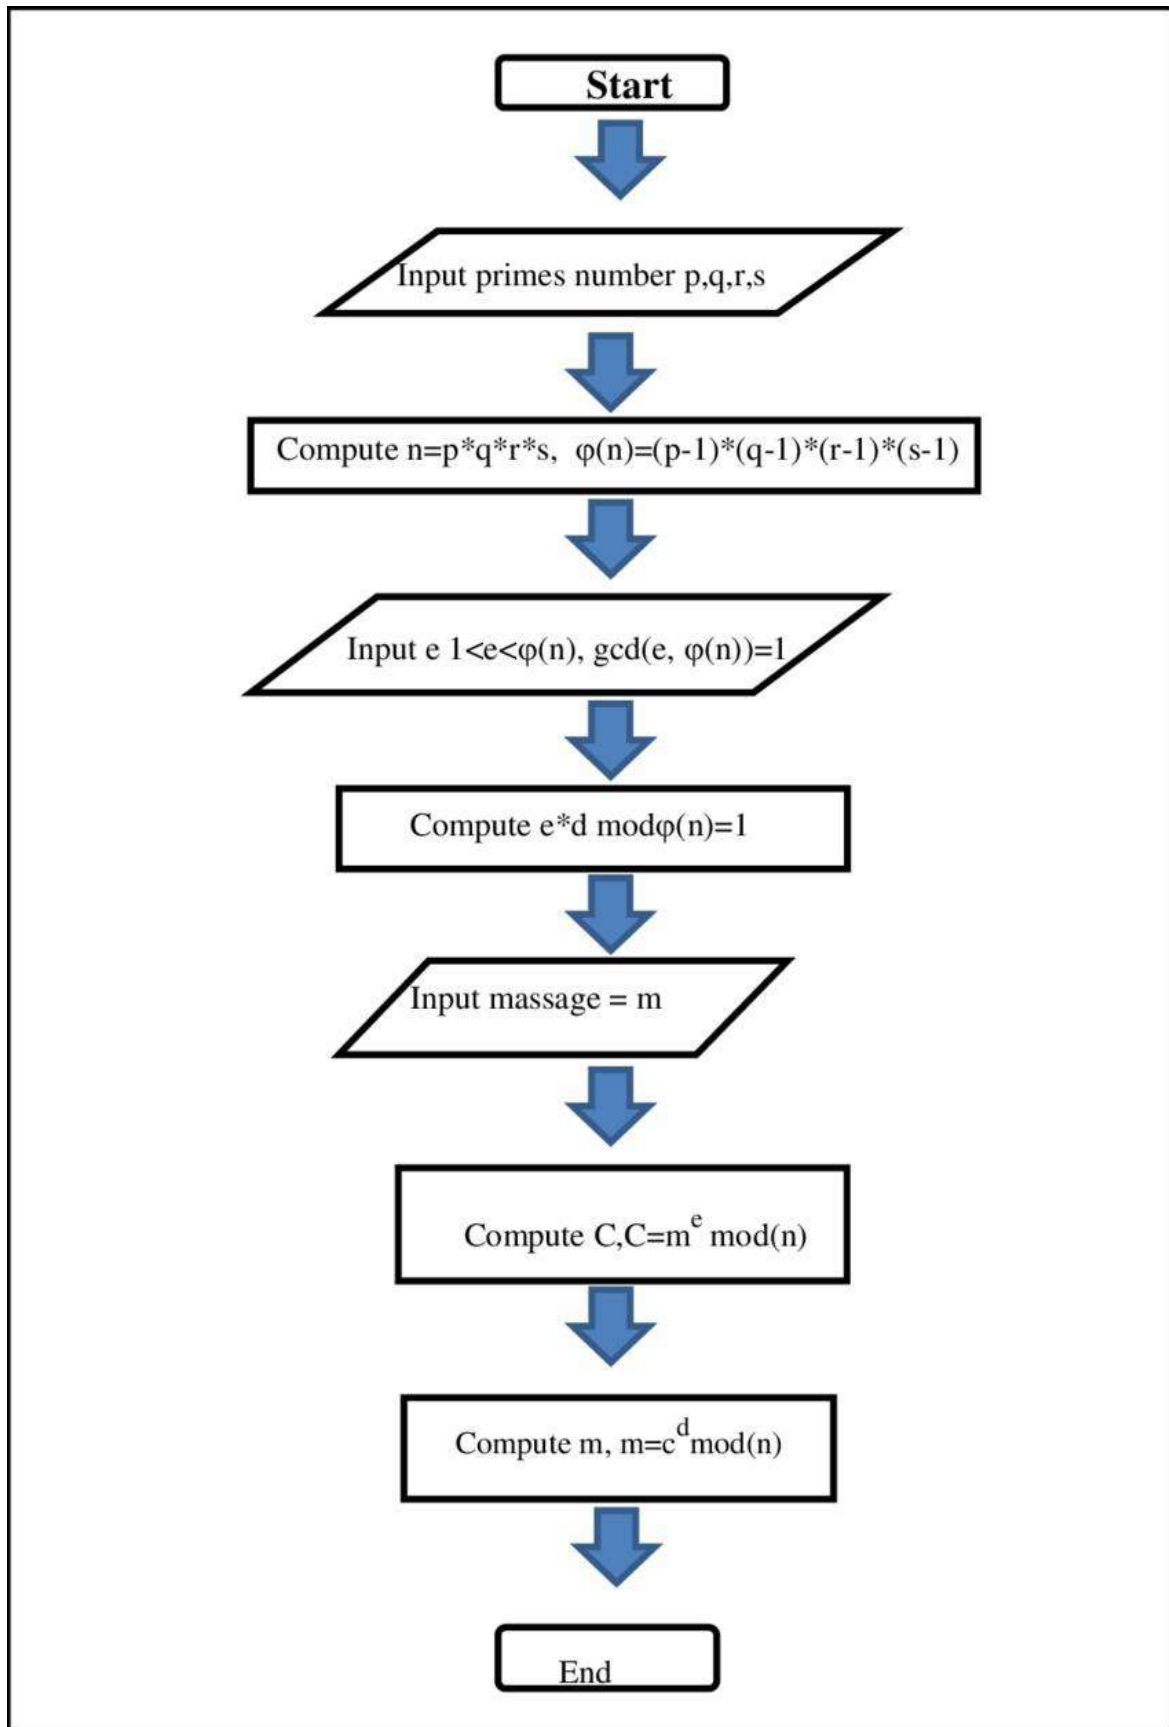 Start
Input primes number p,q,r,s
Compute n=p*q*r*s, φ(n)=(p-1)*(q-1)*(r-1)*(s-1)
Input e 1<e<φ(n), gcd(e, φ(n))=1
Compute e*d modφ(n)=1
Input massage = m
Compute C,C=m^e mod(n)
Compute m, m=c^d mod(n)
End